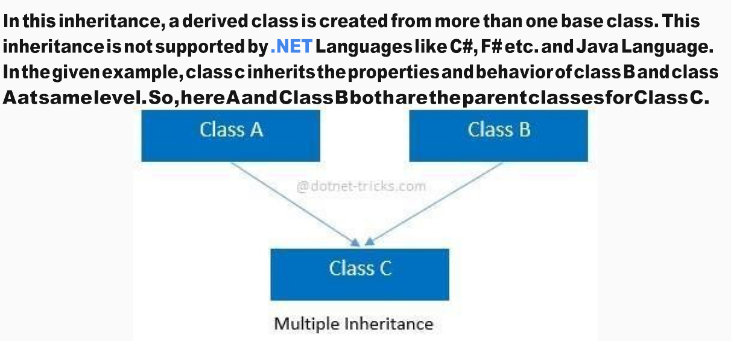 In this inheritance, a derived class is created from more than one base class. This
inheritance is not supported by .NET Languages like C#, F# etc. and Java Language.
In the given example, class c inherits the properties and behavior of class B and class
A at same level. So, here A and Class B both are the parent classes for Class C.
Class A
Class B
@dotnet-tricks.com
Class C
Multiple Inheritance